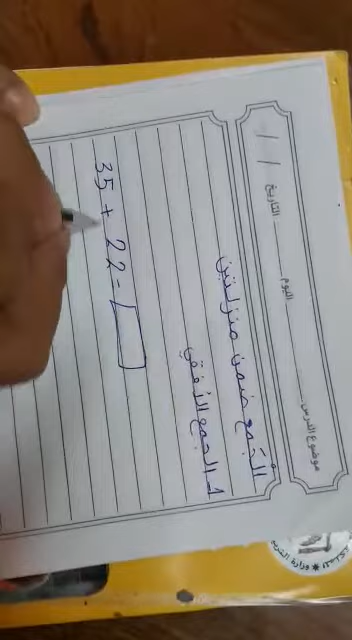 التاريخ / / اليوم موضوع الدرس
الجمع ضمن منزلتين
1- الجمع الأفقي
35 + 22 =